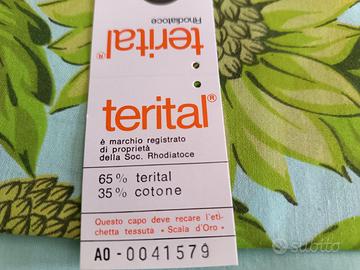 Rhodiatoce
terital®
terital®
è marchio registrato
di proprietà
della Soc. Rhodiatoce
65% terital
35% cotone
Questo capo deve recare l'eti-
chetta tessuta « Scala d'Oro »
AO - 0041579
subito